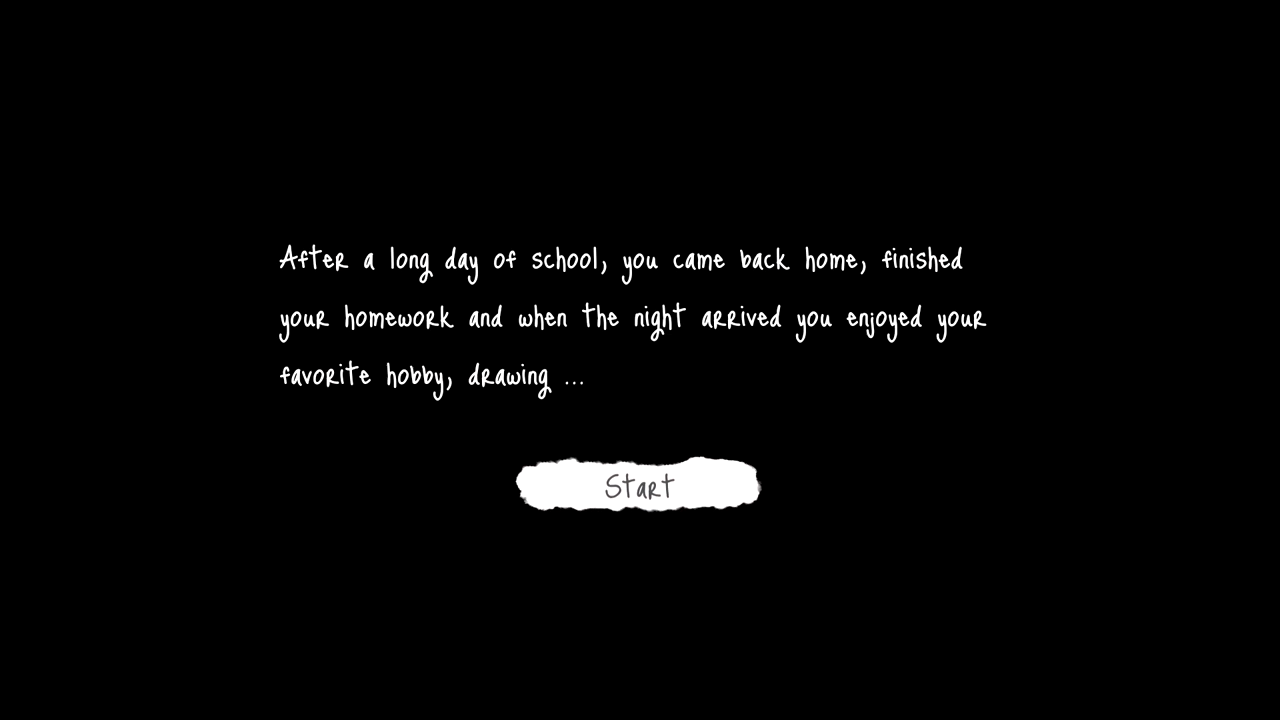 After a long day of school, you came back home, finished
your homework and when the night arrived you enjoyed your
favorite hobby, drawing ...
Start